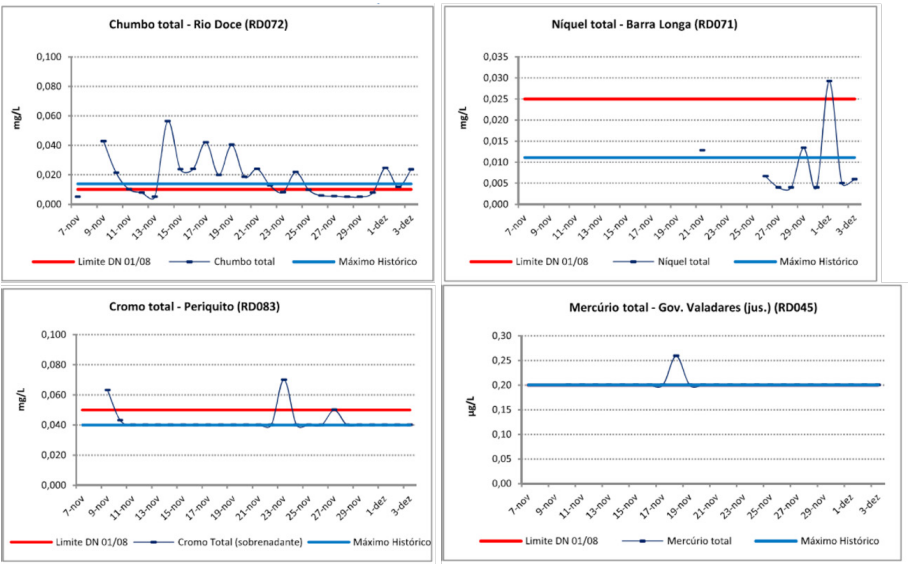 Chumbo total - Rio Doce (RD072)
mg/L
0,100
0,080
0,060
0,040
0,020
0,000
7-nov
9-nov
11-nov
13-nov
15-nov
17-nov
19-nov
21-nov
23-nov
25-nov
27-nov
29-nov
1-dez
3-dez
Limite DN 01/08 Chumbo total Máximo Histórico
Níquel total - Barra Longa (RD071)
mg/L
0,035
0,030
0,025
0,020
0,015
0,010
0,005
0,000
7-nov
9-nov
11-nov
13-nov
15-nov
17-nov
19-nov
21-nov
23-nov
25-nov
27-nov
29-nov
1-dez
3-dez
Limite DN 01/08 Níquel total Máximo Histórico
Cromo total - Periquito (RD083)
mg/L
0,100
0,080
0,060
0,040
0,020
0,000
7-nov
9-nov
11-nov
13-nov
15-nov
17-nov
19-nov
21-nov
23-nov
25-nov
27-nov
29-nov
1-dez
3-dez
Limite DN 01/08 Cromo Total (sobrenadante) Máximo Histórico
Mercúrio total - Gov. Valadares (jus.) (RD045)
µg/L
0,30
0,25
0,20
0,15
0,10
0,05
0,00
7-nov
9-nov
11-nov
13-nov
15-nov
17-nov
19-nov
21-nov
23-nov
25-nov
27-nov
29-nov
1-dez
3-dez
Limite DN 01/08 Mercúrio total Máximo Histórico